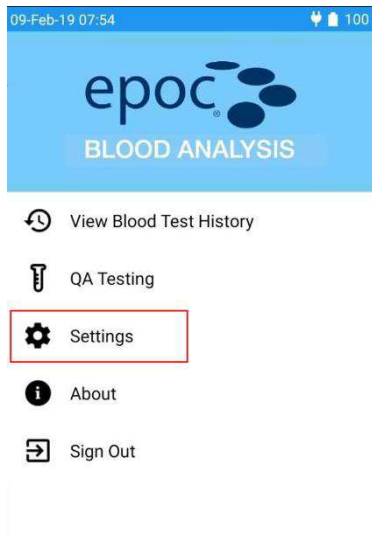 09-Feb-19 07:54 100
epoc®
BLOOD ANALYSIS
View Blood Test History
QA Testing
Settings
About
Sign Out